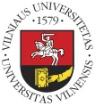 VILNIAUS UNIVERSITETAS
· 1579 ·
UNIVERSITAS VILNENSIS